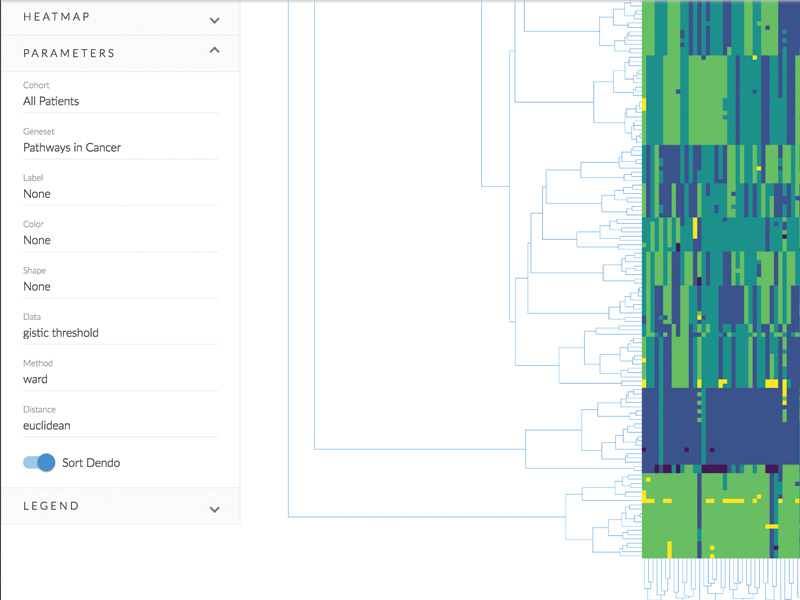 HEATMAP
PARAMETERS
Cohort
All Patients
Geneset
Pathways in Cancer
Label
None
Color
None
Shape
None
Data
gistic threshold
Method
ward
Distance
euclidean
Sort Dendo
LEGEND